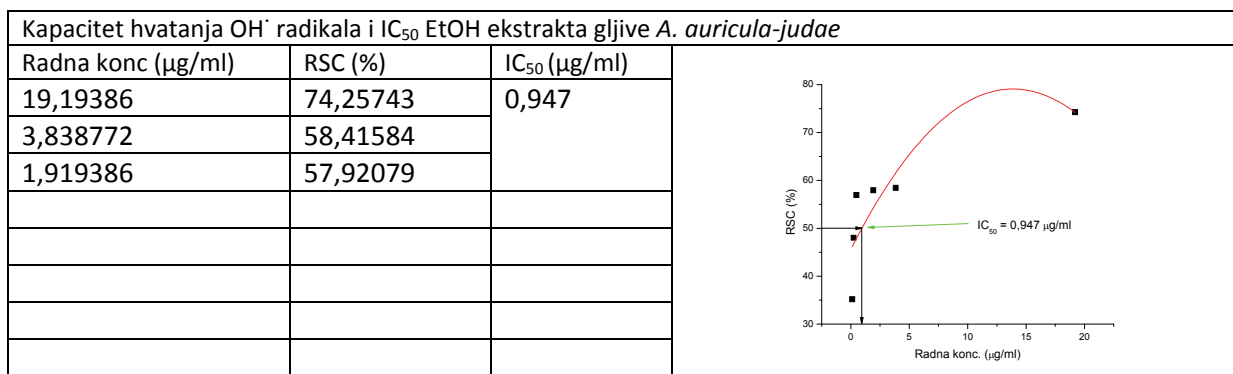 Kapacitet hvatanja OH˙ radikala i IC₅₀ EtOH ekstrakta gljive A. auricula-judae
Radna konc (µg/ml) RSC (%) IC₅₀ (µg/ml)
19,19386 74,25743 0,947
3,838772 58,41584
1,919386 57,92079
80
70
60
50
40
30
RSC (%)
IC₅₀ = 0,947 µg/ml
0 5 10 15 20
Radna konc. (µg/ml)